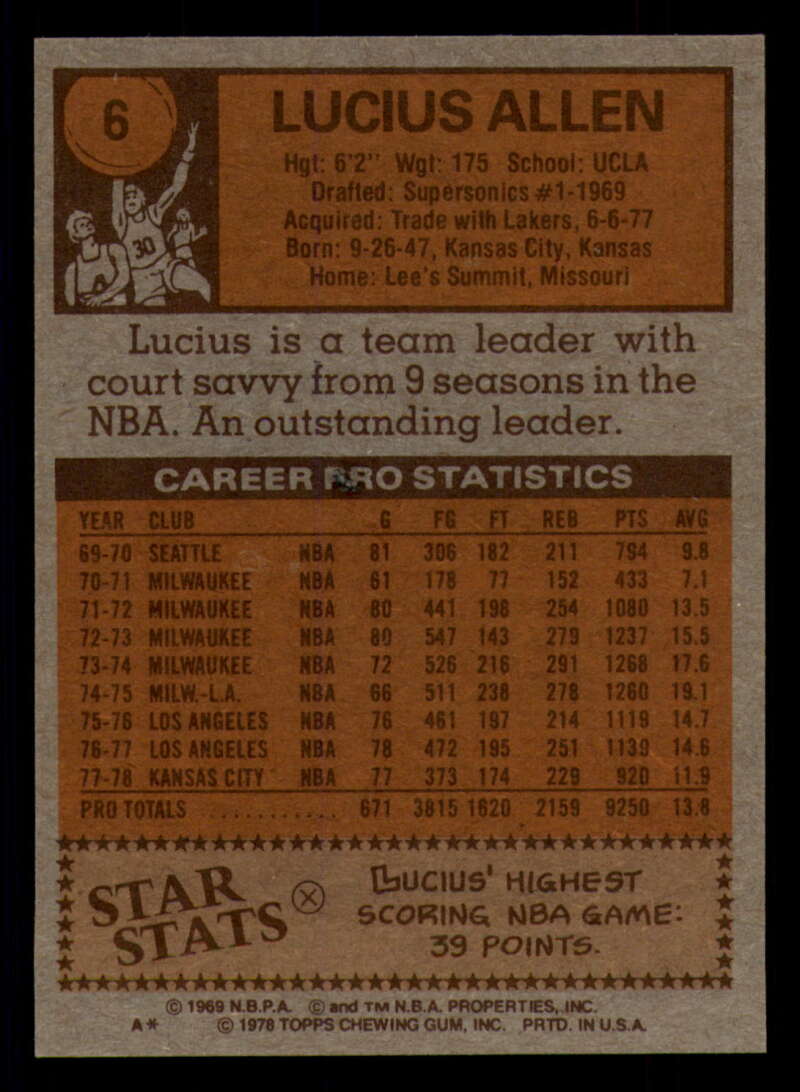 6
30
LUCIUS ALLEN
Hgt: 6'2" Wgt: 175 School: UCLA
Drafted: Supersonics #1-1969
Acquired: Trade with Lakers, 6-6-77
Born: 9-26-47, Kansas City, Kansas
Home: Lee's Summit, Missouri
Lucius is a team leader with
court savvy from 9 seasons in the
NBA. An outstanding leader.
CAREER PRO STATISTICS
YEAR CLUB G FG FT REB PTS AVG
69-70 SEATTLE NBA 81 306 182 211 794 9.8
70-71 MILWAUKEE NBA 61 178 77 152 433 7.1
71-72 MILWAUKEE NBA 80 441 198 254 1080 13.5
72-73 MILWAUKEE NBA 80 547 143 279 1237 15.5
73-74 MILWAUKEE NBA 72 526 216 291 1268 17.6
74-75 MILW.-L.A. NBA 66 511 238 278 1260 19.1
75-76 LOS ANGELES NBA 76 461 197 214 1119 14.7
76-77 LOS ANGELES NBA 78 472 195 251 1139 14.6
77-78 KANSAS CITY NBA 77 373 174 229 920 11.9
PRO TOTALS ............ 671 3815 1620 2159 9250 13.8
STAR
STATS
LUCIUS' HIGHEST
SCORING NBA GAME:
39 POINTS.
© 1969 N.B.P.A. © and TM N.B.A. PROPERTIES, INC.
A* © 1978 TOPPS CHEWING GUM, INC. PRTD. IN U.S.A.